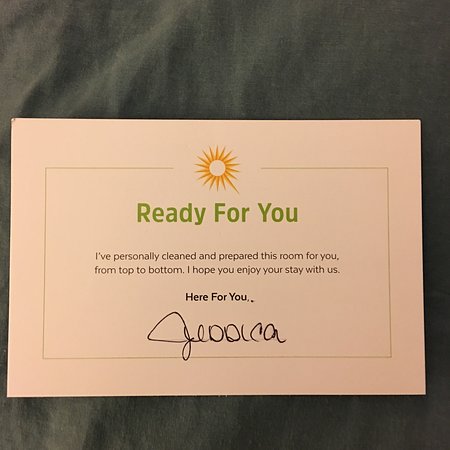 Ready For You
I've personally cleaned and prepared this room for you,
from top to bottom. I hope you enjoy your stay with us.
Here For You,
Jessica